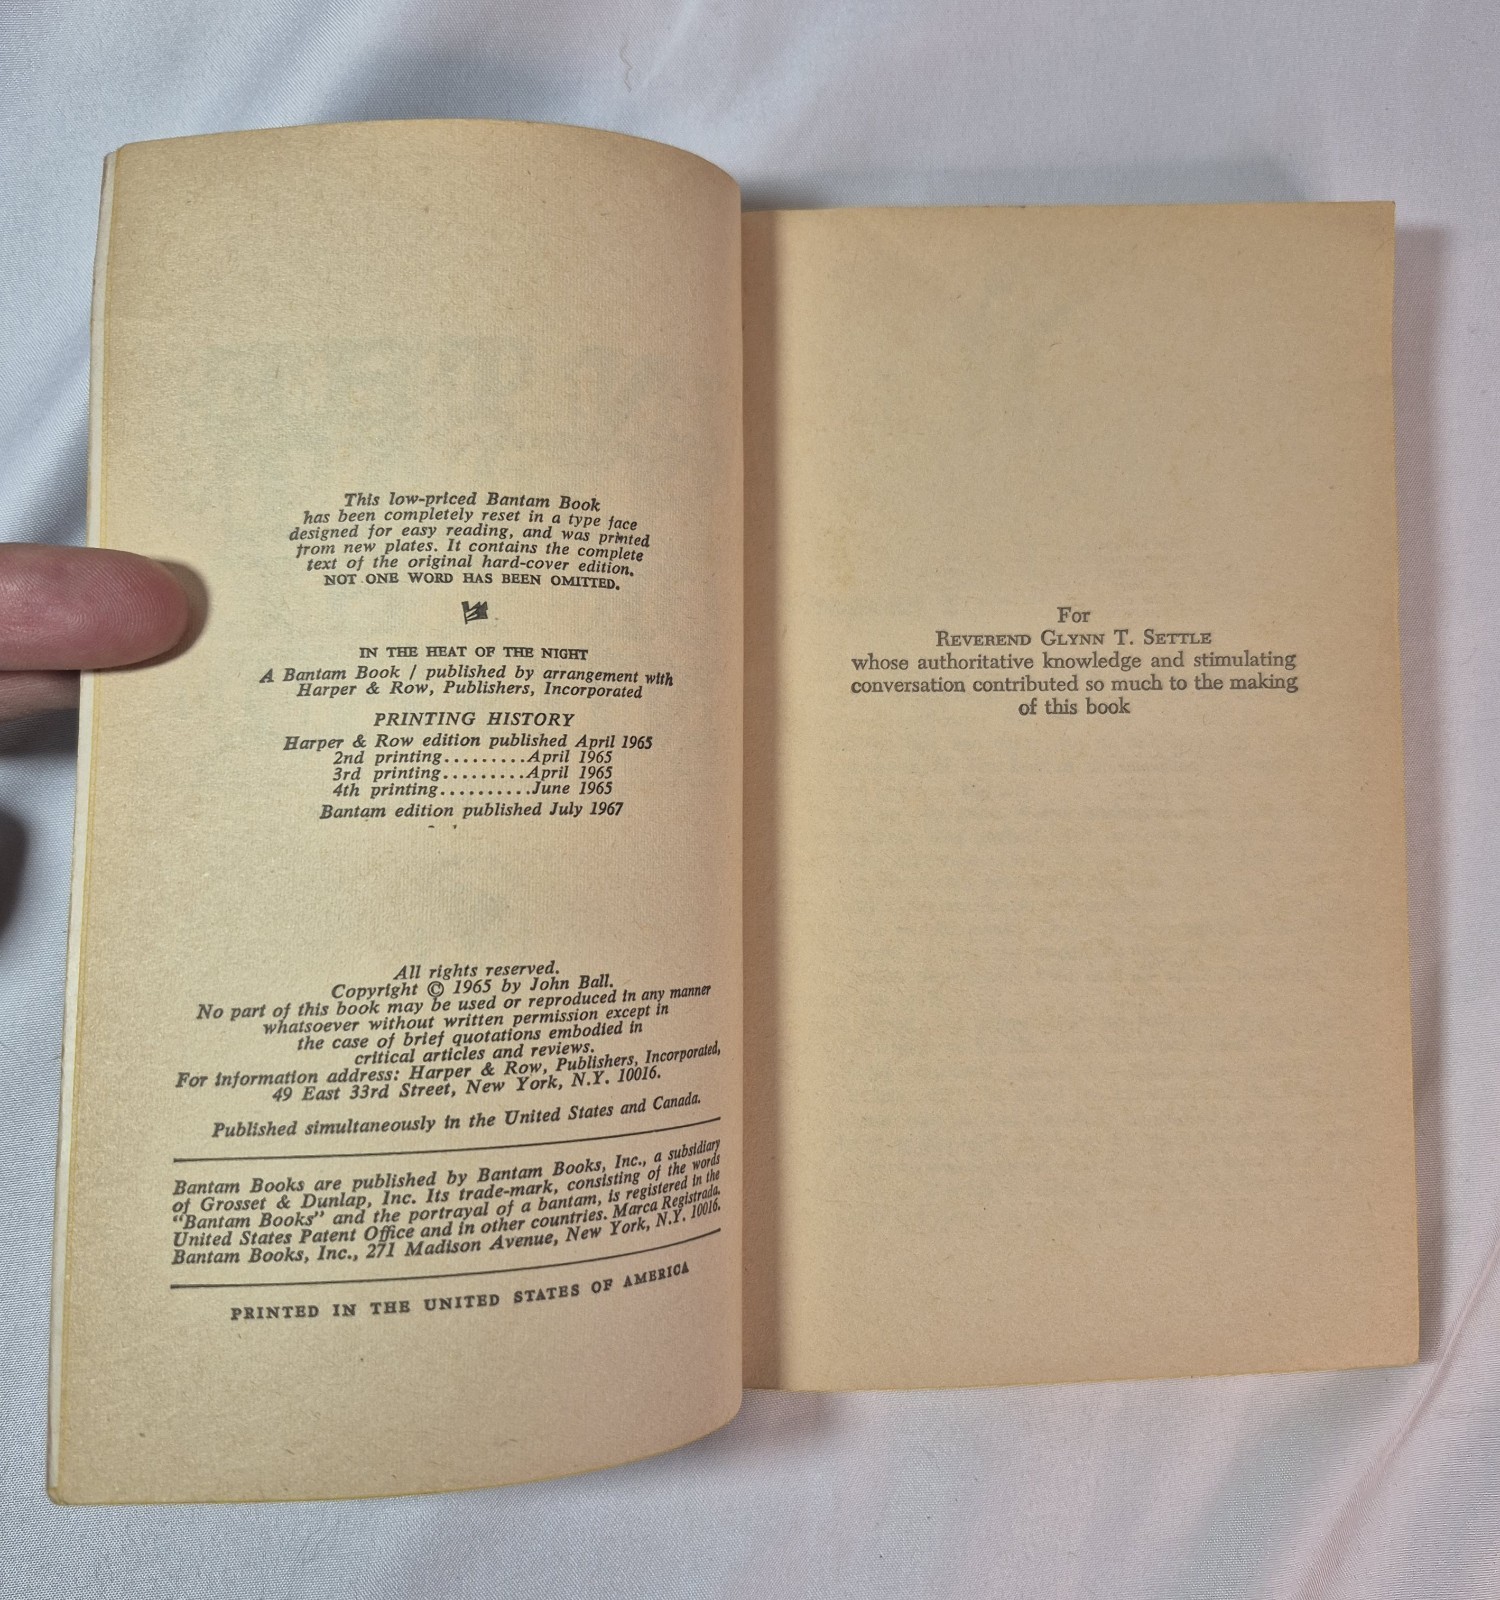 This low-priced Bantam Book
has been completely reset in a type face
designed for easy reading, and was printed
from new plates. It contains the complete
text of the original hard-cover edition.
NOT ONE WORD HAS BEEN OMITTED.
IN THE HEAT OF THE NIGHT
A Bantam Book / published by arrangement with
Harper & Row, Publishers, Incorporated
PRINTING HISTORY
Harper & Row edition published April 1965
2nd printing.........April 1965
3rd printing.........April 1965
4th printing..........June 1965
Bantam edition published July 1967
All rights reserved.
Copyright © 1965 by John Ball.
No part of this book may be used or reproduced in any manner
whatsoever without written permission except in
the case of brief quotations embodied in
critical articles and reviews.
For information address: Harper & Row, Publishers, Incorporated,
49 East 33rd Street, New York, N.Y. 10016.
Published simultaneously in the United States and Canada.
Bantam Books are published by Bantam Books, Inc., a subsidiary
of Grosset & Dunlap, Inc. Its trade-mark, consisting of the words
"Bantam Books" and the portrayal of a bantam, is registered in the
United States Patent Office and in other countries. Marca Registrada.
Bantam Books, Inc., 271 Madison Avenue, New York, N.Y. 10016.
PRINTED IN THE UNITED STATES OF AMERICA
For
REVEREND GLYNN T. SETTLE
whose authoritative knowledge and stimulating
conversation contributed so much to the making
of this book